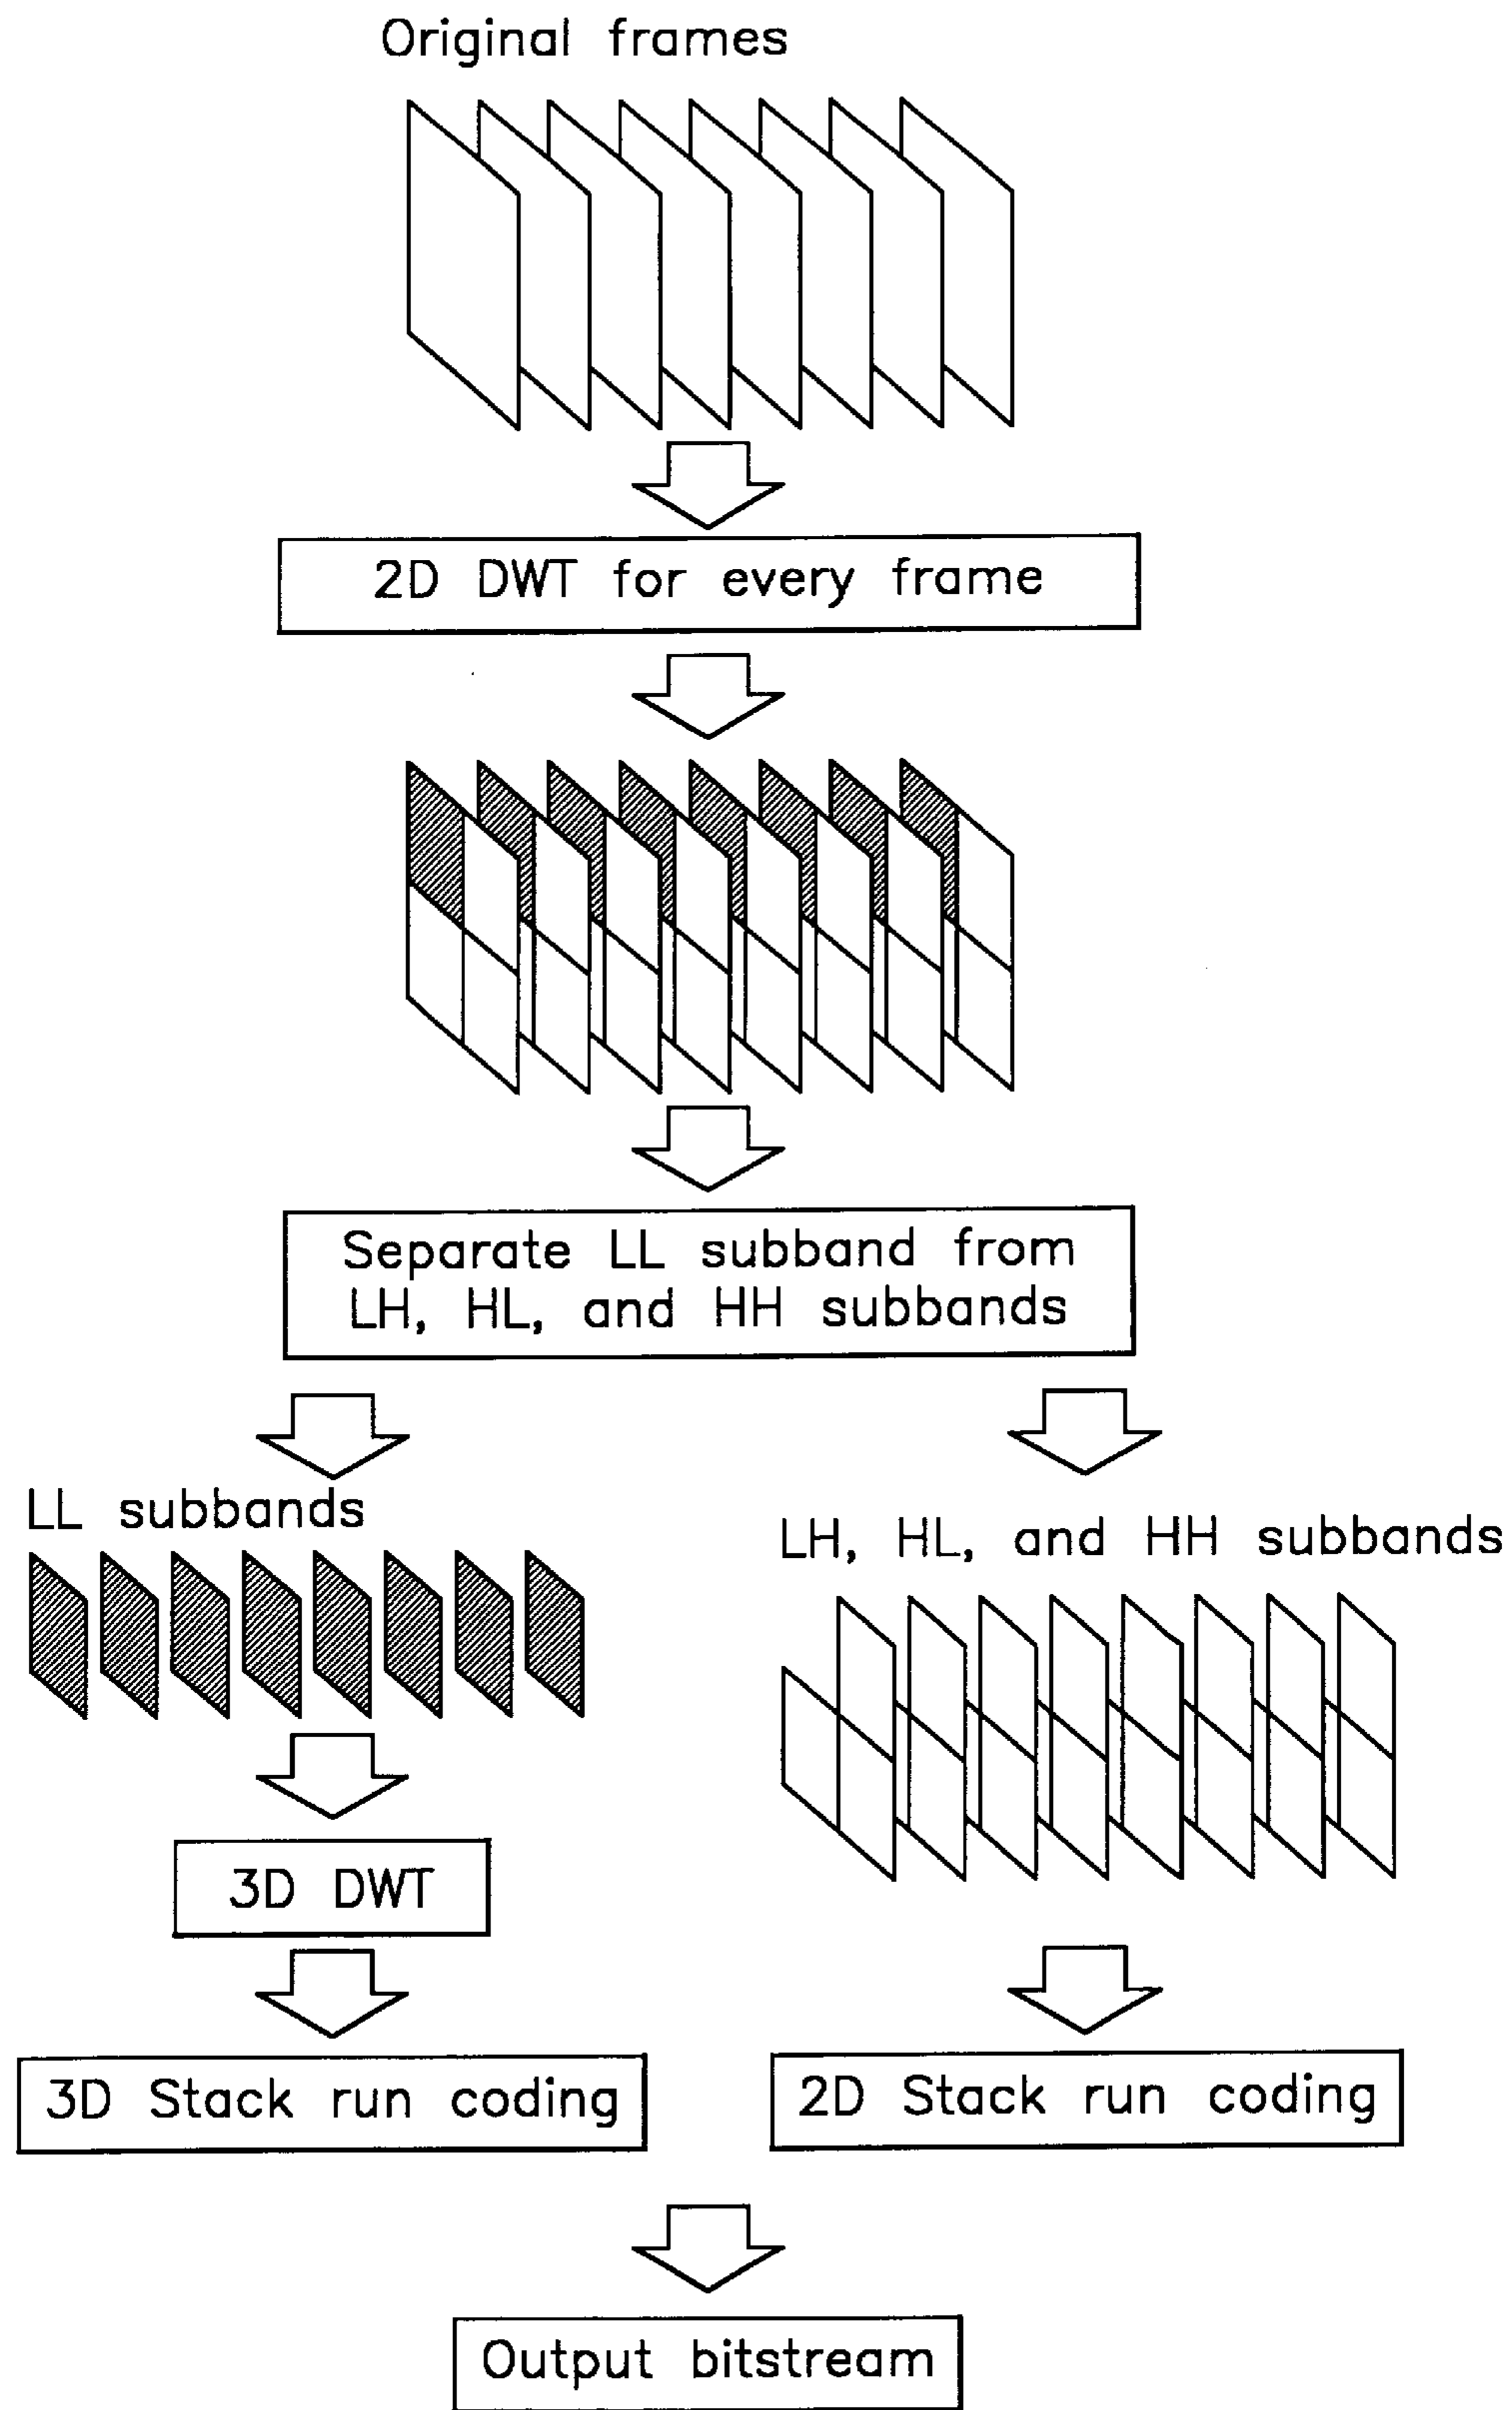 Original frames
2D DWT for every frame
Separate LL subband from
LH, HL, and HH subbands
LL subbands
LH, HL, and HH subbands
3D DWT
3D Stack run coding
2D Stack run coding
Output bitstream